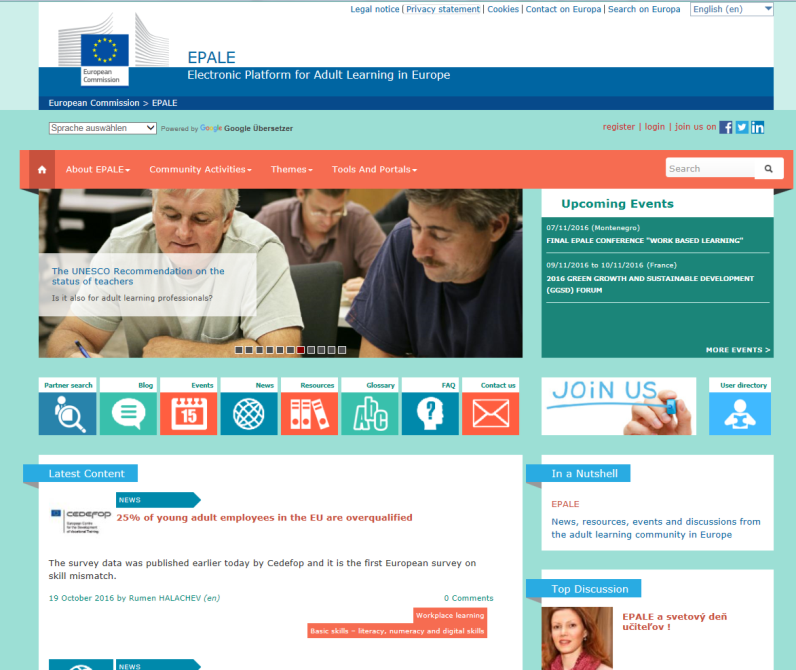 Legal notice | Privacy statement | Cookies | Contact on Europa | Search on Europa English (en)
European
Commission
EPALE
Electronic Platform for Adult Learning in Europe
European Commission > EPALE
Sprache auswählen Powered by Google Google Übersetzer
register | login | join us on
About EPALE Community Activities Themes Tools And Portals Search
The UNESCO Recommendation on the
status of teachers
Is it also for adult learning professionals?
Upcoming Events
07/11/2016 (Montenegro)
FINAL EPALE CONFERENCE "WORK BASED LEARNING"
09/11/2016 to 10/11/2016 (France)
2016 GREEN GROWTH AND SUSTAINABLE DEVELOPMENT
(GGSD) FORUM
MORE EVENTS >
Partner search Blog Events News Resources Glossary FAQ Contact us
15
ABC
JOiN US
User directory
Latest Content
NEWS
CEDEFOP
European Centre
for the Development
of Vocational Training
25% of young adult employees in the EU are overqualified
The survey data was published earlier today by Cedefop and it is the first European survey on
skill mismatch.
19 October 2016 by Rumen HALACHEV (en) 0 Comments
Workplace learning
Basic skills – literacy, numeracy and digital skills
NEWS
In a Nutshell
EPALE
News, resources, events and discussions from
the adult learning community in Europe
Top Discussion
EPALE a svetový deň
učiteľov !